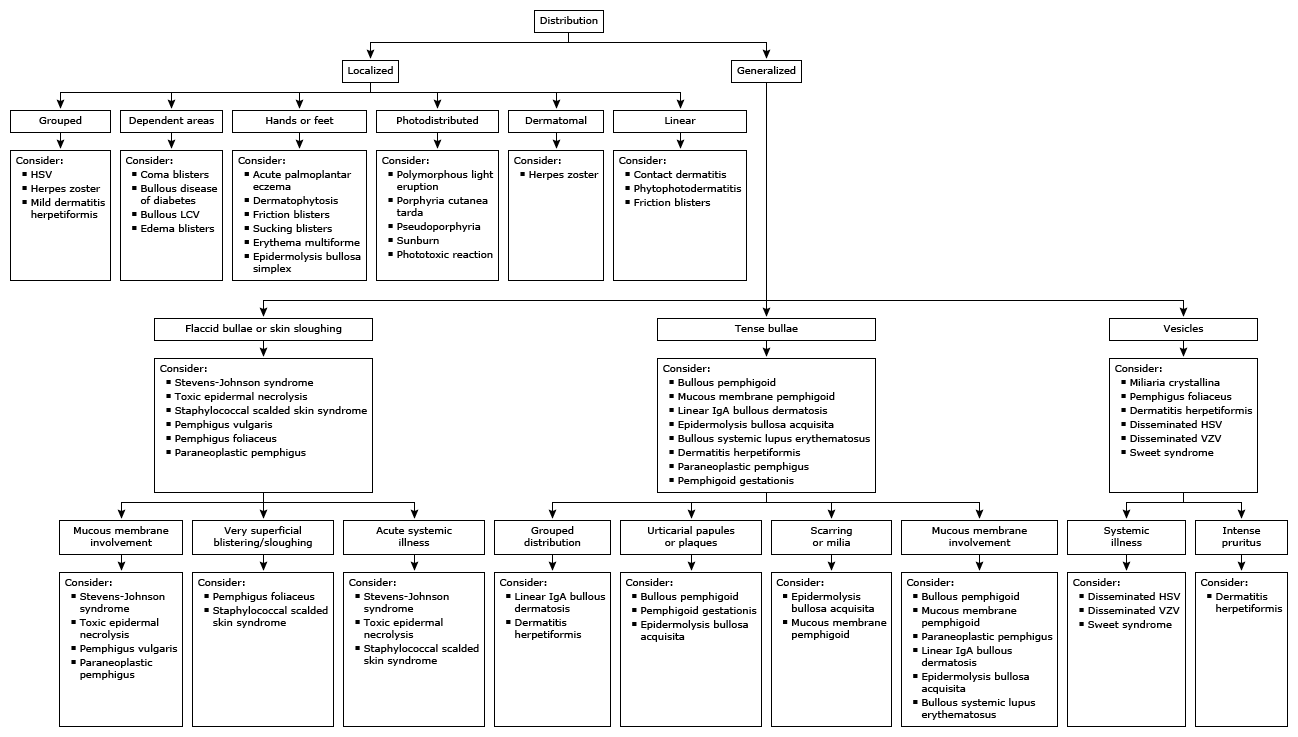 Distribution
Localized
Generalized
Grouped
Dependent areas
Hands or feet
Photodistributed
Dermatomal
Linear
Consider:
▪ HSV
▪ Herpes zoster
▪ Mild dermatitis
herpetiformis
Consider:
▪ Coma blisters
▪ Bullous disease
of diabetes
▪ Bullous LCV
▪ Edema blisters
Consider:
▪ Acute palmoplantar
eczema
▪ Dermatophytosis
▪ Friction blisters
▪ Sucking blisters
▪ Erythema multiforme
▪ Epidermolysis bullosa
simplex
Consider:
▪ Polymorphous light
eruption
▪ Porphyria cutanea
tarda
▪ Pseudoporphyria
▪ Sunburn
▪ Phototoxic reaction
Consider:
▪ Herpes zoster
Consider:
▪ Contact dermatitis
▪ Phytophotodermatitis
▪ Friction blisters
Flaccid bullae or skin sloughing
Tense bullae
Vesicles
Consider:
▪ Stevens-Johnson syndrome
▪ Toxic epidermal necrolysis
▪ Staphylococcal scalded skin syndrome
▪ Pemphigus vulgaris
▪ Pemphigus foliaceus
▪ Paraneoplastic pemphigus
Consider:
▪ Bullous pemphigoid
▪ Mucous membrane pemphigoid
▪ Linear IgA bullous dermatosis
▪ Epidermolysis bullosa acquisita
▪ Bullous systemic lupus erythematosus
▪ Dermatitis herpetiformis
▪ Paraneoplastic pemphigus
▪ Pemphigoid gestationis
Consider:
▪ Miliaria crystallina
▪ Pemphigus foliaceus
▪ Dermatitis herpetiformis
▪ Disseminated HSV
▪ Disseminated VZV
▪ Sweet syndrome
Mucous membrane
involvement
Very superficial
blistering/sloughing
Acute systemic
illness
Grouped
distribution
Urticarial papules
or plaques
Scarring
or milia
Mucous membrane
involvement
Systemic
illness
Intense
pruritus
Consider:
▪ Stevens-Johnson
syndrome
▪ Toxic epidermal
necrolysis
▪ Pemphigus vulgaris
▪ Paraneoplastic
pemphigus
Consider:
▪ Pemphigus foliaceus
▪ Staphylococcal scalded
skin syndrome
Consider:
▪ Stevens-Johnson
syndrome
▪ Toxic epidermal
necrolysis
▪ Staphylococcal scalded
skin syndrome
Consider:
▪ Linear IgA bullous
dermatosis
▪ Dermatitis
herpetiformis
Consider:
▪ Bullous pemphigoid
▪ Pemphigoid gestationis
▪ Epidermolysis bullosa
acquisita
Consider:
▪ Epidermolysis
bullosa acquisita
▪ Mucous membrane
pemphigoid
Consider:
▪ Bullous pemphigoid
▪ Mucous membrane
pemphigoid
▪ Paraneoplastic pemphigus
▪ Linear IgA bullous
dermatosis
▪ Epidermolysis bullosa
acquisita
▪ Bullous systemic lupus
erythematosus
Consider:
▪ Disseminated HSV
▪ Disseminated VZV
▪ Sweet syndrome
Consider:
▪ Dermatitis
herpetiformis